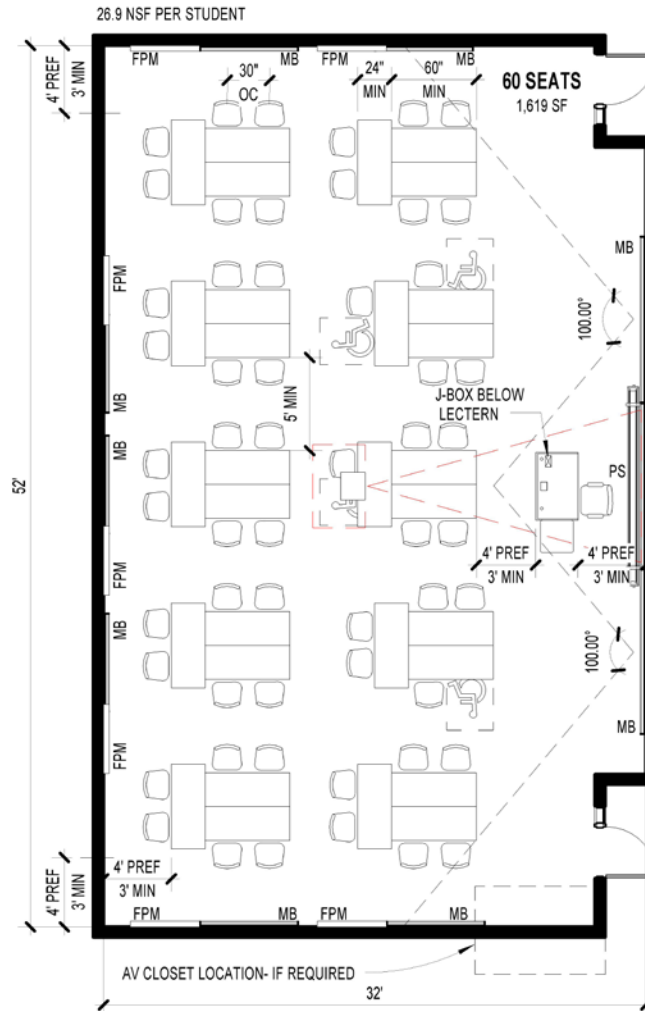 26.9 NSF PER STUDENT
FPM
MB
FPM
MB
4' PREF
3' MIN
30"
OC
24"
MIN
60"
MIN
60 SEATS
1,619 SF
FPM
MB
100.00°
MB
5' MIN
J-BOX BELOW
LECTERN
52'
MB
PS
FPM
4' PREF
3' MIN
4' PREF
3' MIN
MB
100.00°
FPM
MB
4' PREF
3' MIN
4' PREF
3' MIN
FPM
MB
FPM
MB
AV CLOSET LOCATION- IF REQUIRED
32'